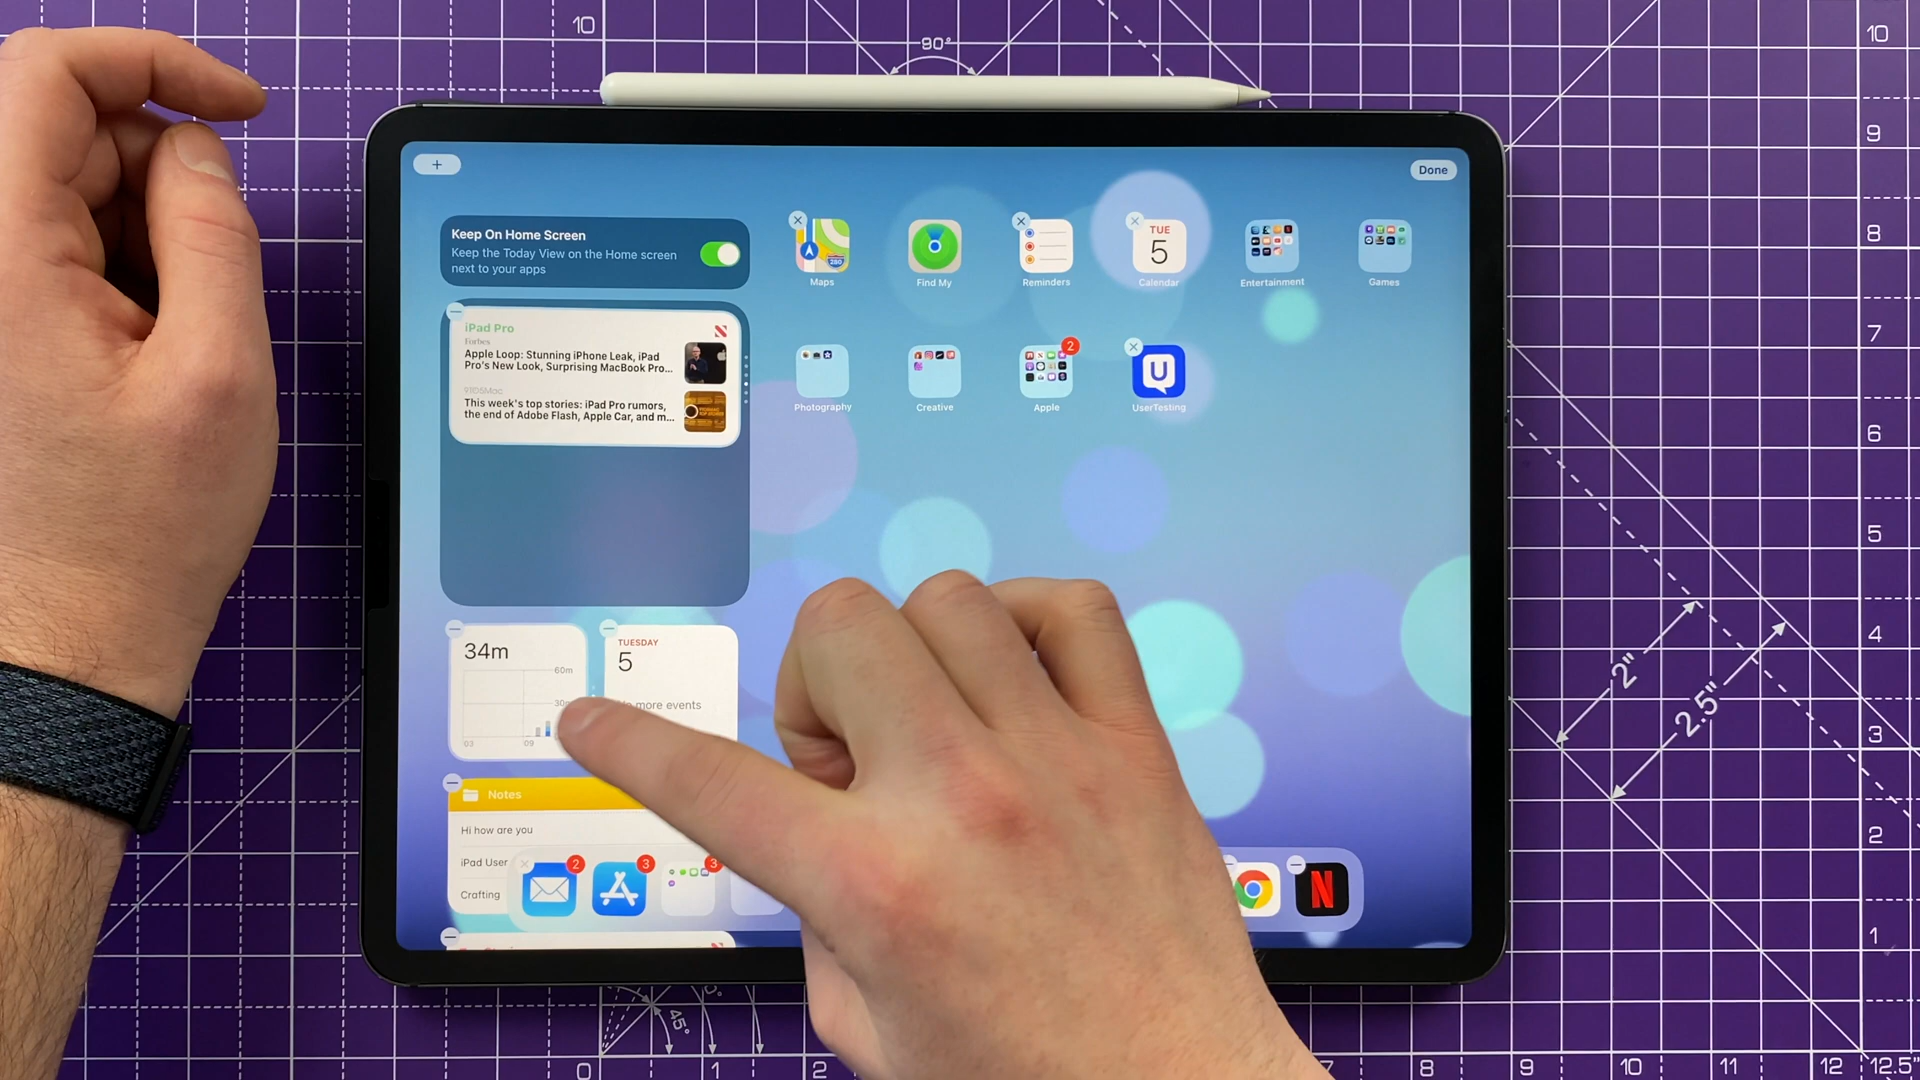 10
90°
10
9
8
7
6
5
4
3
2
1
+
Done
Keep On Home Screen
Keep the Today View on the Home screen
next to your apps
iPad Pro
Forbes
Apple Loop: Stunning iPhone Leak, iPad
Pro's New Look, Surprising MacBook Pro...
9to5Mac
This week's top stories: iPad Pro rumors,
the end of Adobe Flash, Apple Car, and m...
Maps
280
Find My
Reminders
TUE
5
Calendar
Entertainment
Games
Photography
Creative
2
Apple
U
UserTesting
34m
60m
03
09
TUESDAY
5
more events
Notes
Hi how are you
iPad User
Crafting
2
3
3
N
2"
2.5"
45°
0
1
2
7
8
9
10
11
12
12.5"